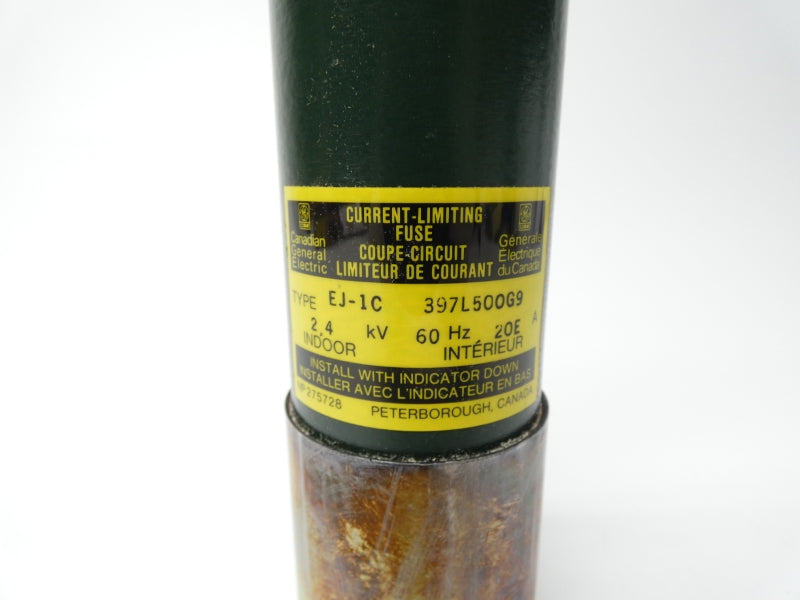 CURRENT-LIMITING
FUSE
COUPE-CIRCUIT
LIMITEUR DE COURANT
Canadian
General
Electric
Générale
Électrique
du Canada
TYPE EJ-1C 397L500G9
2.4 kV 60 Hz 20E A
INDOOR INTÉRIEUR
INSTALL WITH INDICATOR DOWN
INSTALLER AVEC L'INDICATEUR EN BAS
NP275728 PETERBOROUGH, CANADA